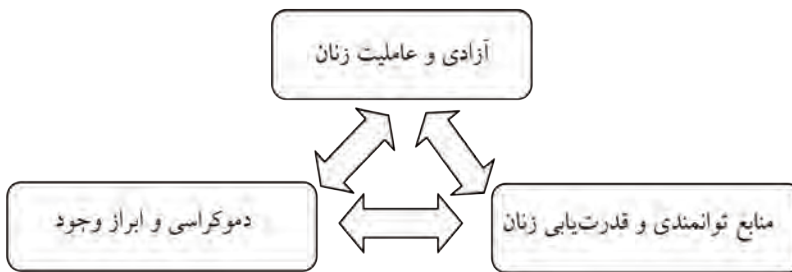 آزادی و عاملیت زنان
منابع توانمندی و قدرت‌یابی زنان
دموکراسی و ابراز وجود